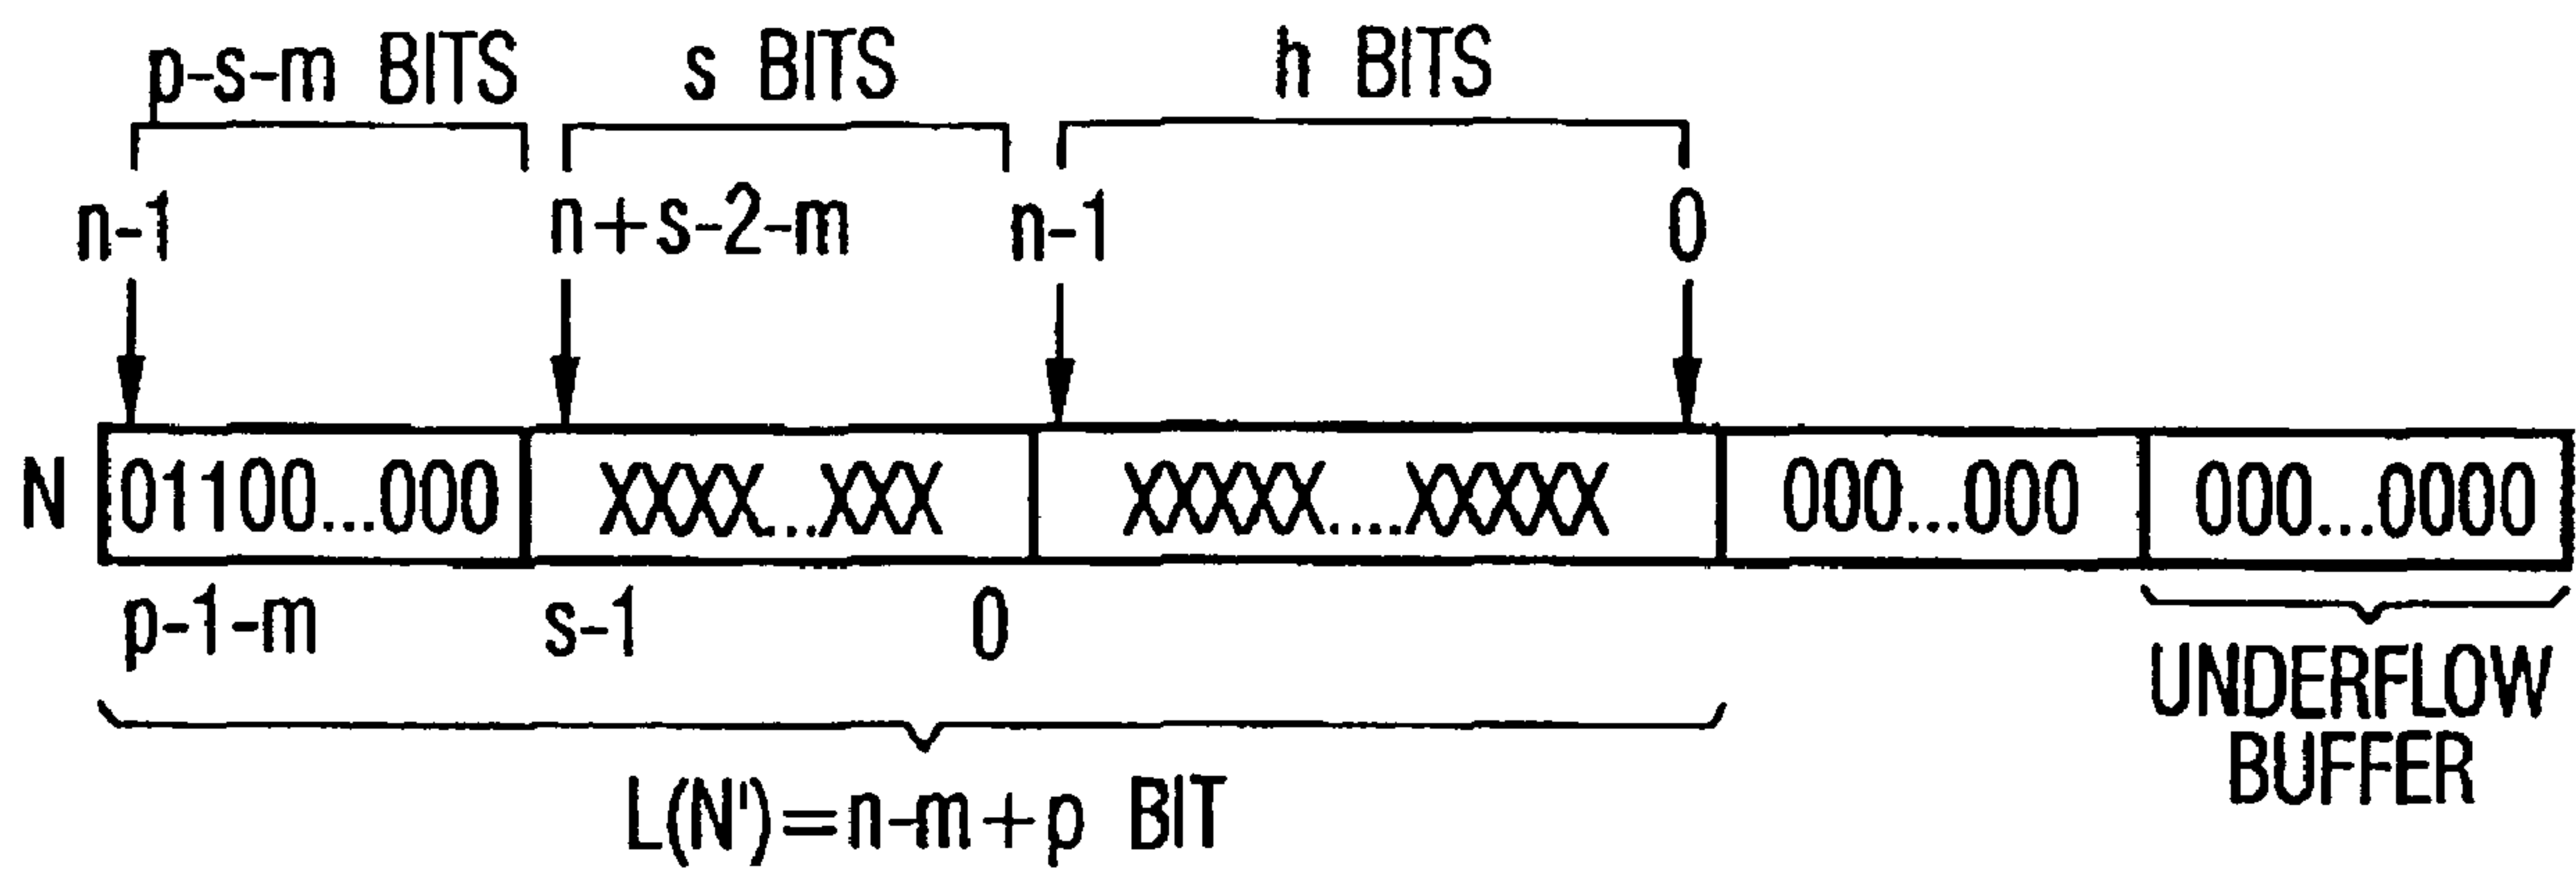 p-s-m BITS s BITS h BITS
n-1 n+s-2-m n-1 0
N 01100...000 XXXX...XXX XXXXX....XXXXX 000...000 000...0000
p-1-m s-1 0
UNDERFLOW
BUFFER
L(N')=n-m+p BIT